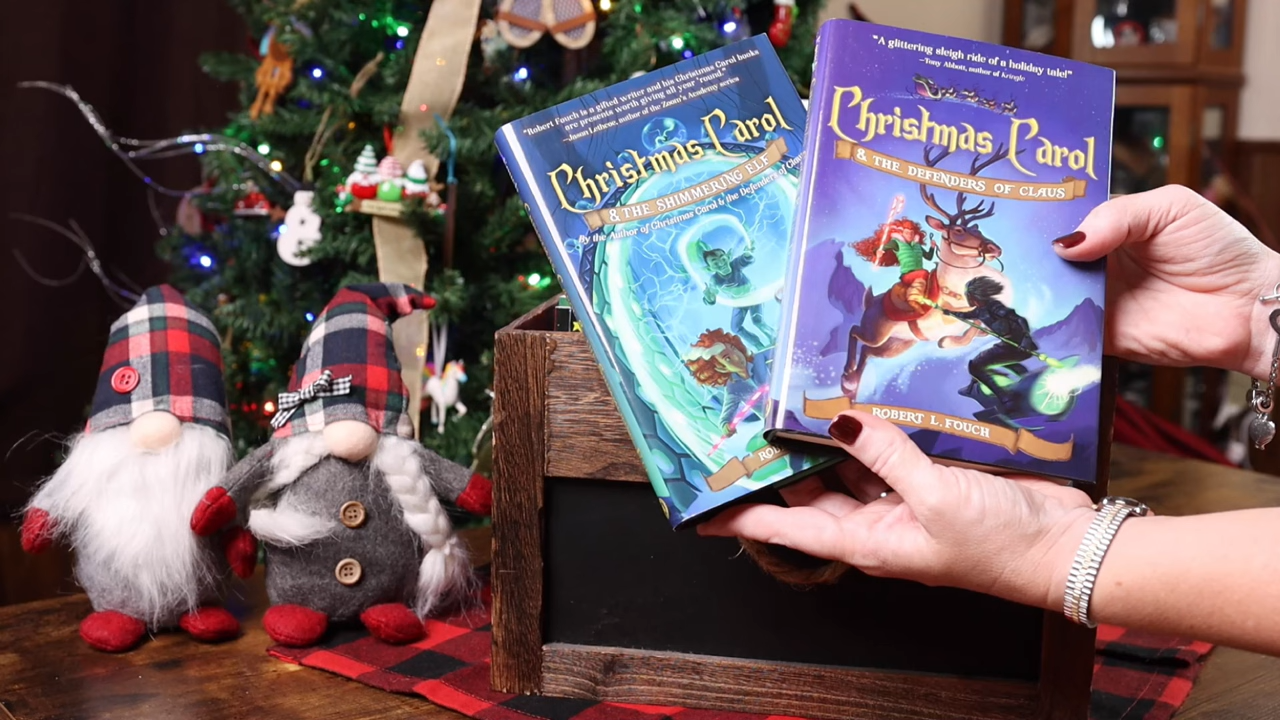 "Robert Fouch is a gifted writer and his Christmas Carol books
are presents worth giving all year 'round."
—Jason Lethcoe, author of the Zoom's Academy series
Christmas Carol
& THE SHIMMERING ELF
By the Author of Christmas Carol & the Defenders of Claus
"A glittering sleigh ride of a holiday tale!"
—Tony Abbott, author of Kringle
Christmas Carol
& THE DEFENDERS OF CLAUS
ROBERT L. FOUCH